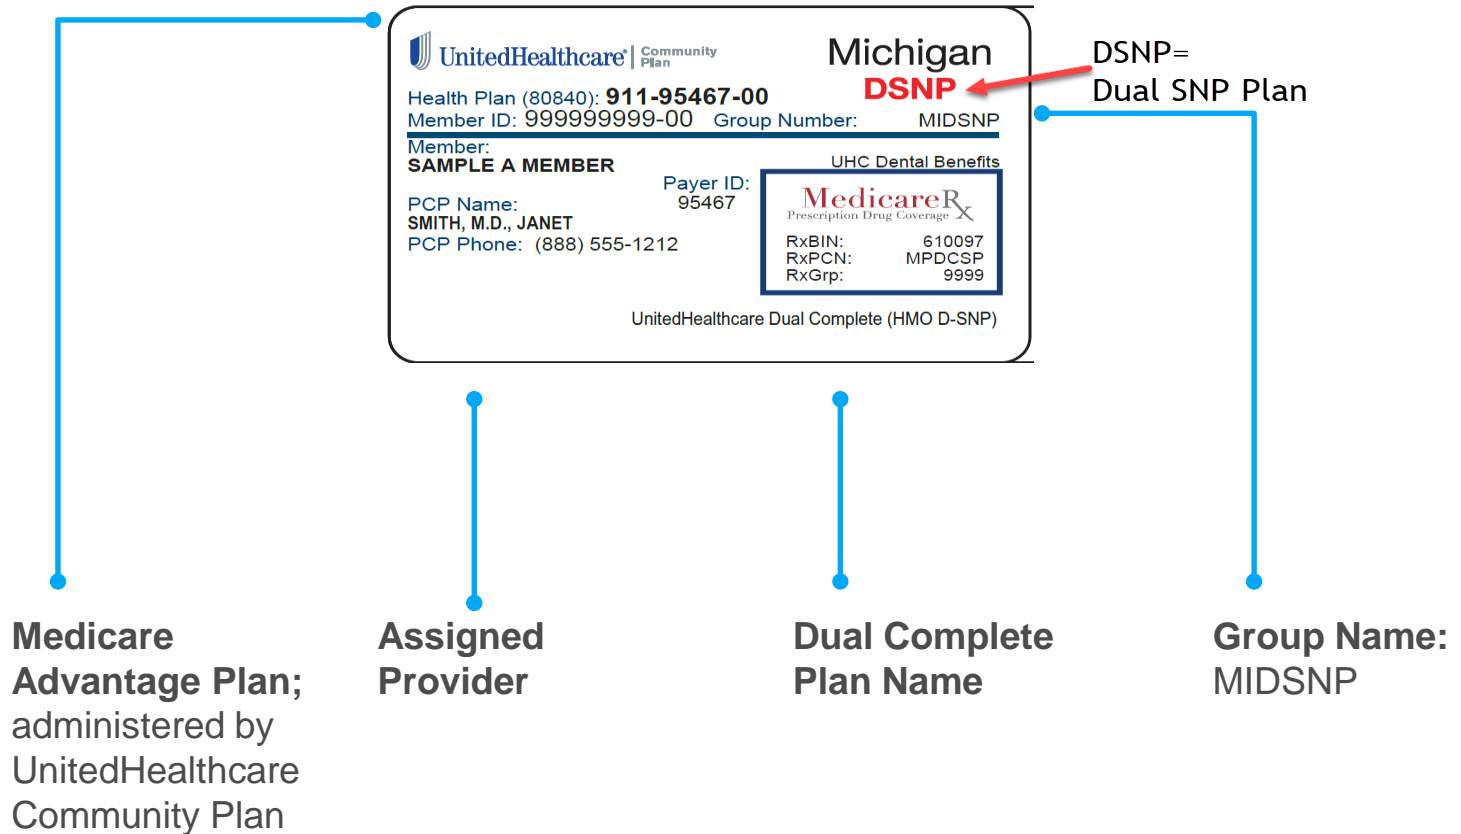 UnitedHealthcare® | Community Plan
Michigan
DSNP
DSNP=
Dual SNP Plan
Health Plan (80840): 911-95467-00
Member ID: 999999999-00 Group Number: MIDSNP
Member:
SAMPLE A MEMBER
UHC Dental Benefits
Payer ID:
95467
PCP Name:
SMITH, M.D., JANET
PCP Phone: (888) 555-1212
MedicareRx
Prescription Drug Coverage
RxBIN: 610097
RxPCN: MPDCSP
RxGrp: 9999
UnitedHealthcare Dual Complete (HMO D-SNP)
Medicare
Advantage Plan;
administered by
UnitedHealthcare
Community Plan
Assigned
Provider
Dual Complete
Plan Name
Group Name:
MIDSNP